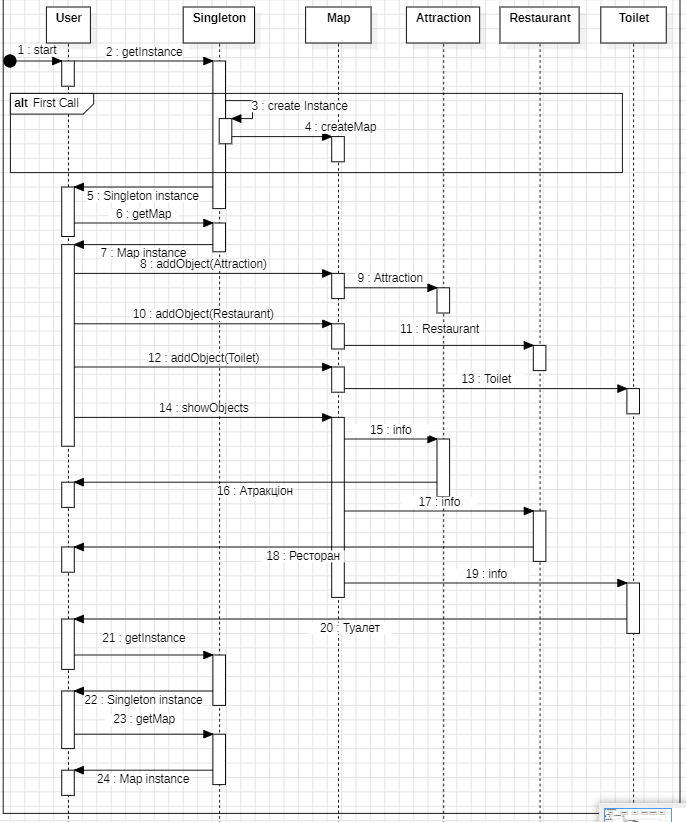 User
Singleton
Map
Attraction
Restaurant
Toilet
1 : start
2 : getInstance
alt First Call
3 : create Instance
4 : createMap
5 : Singleton instance
6 : getMap
7 : Map instance
8 : addObject(Attraction)
9 : Attraction
10 : addObject(Restaurant)
11 : Restaurant
12 : addObject(Toilet)
13 : Toilet
14 : showObjects
15 : info
16 : Атракціон
17 : info
18 : Ресторан
19 : info
20 : Туалет
21 : getInstance
22 : Singleton instance
23 : getMap
24 : Map instance